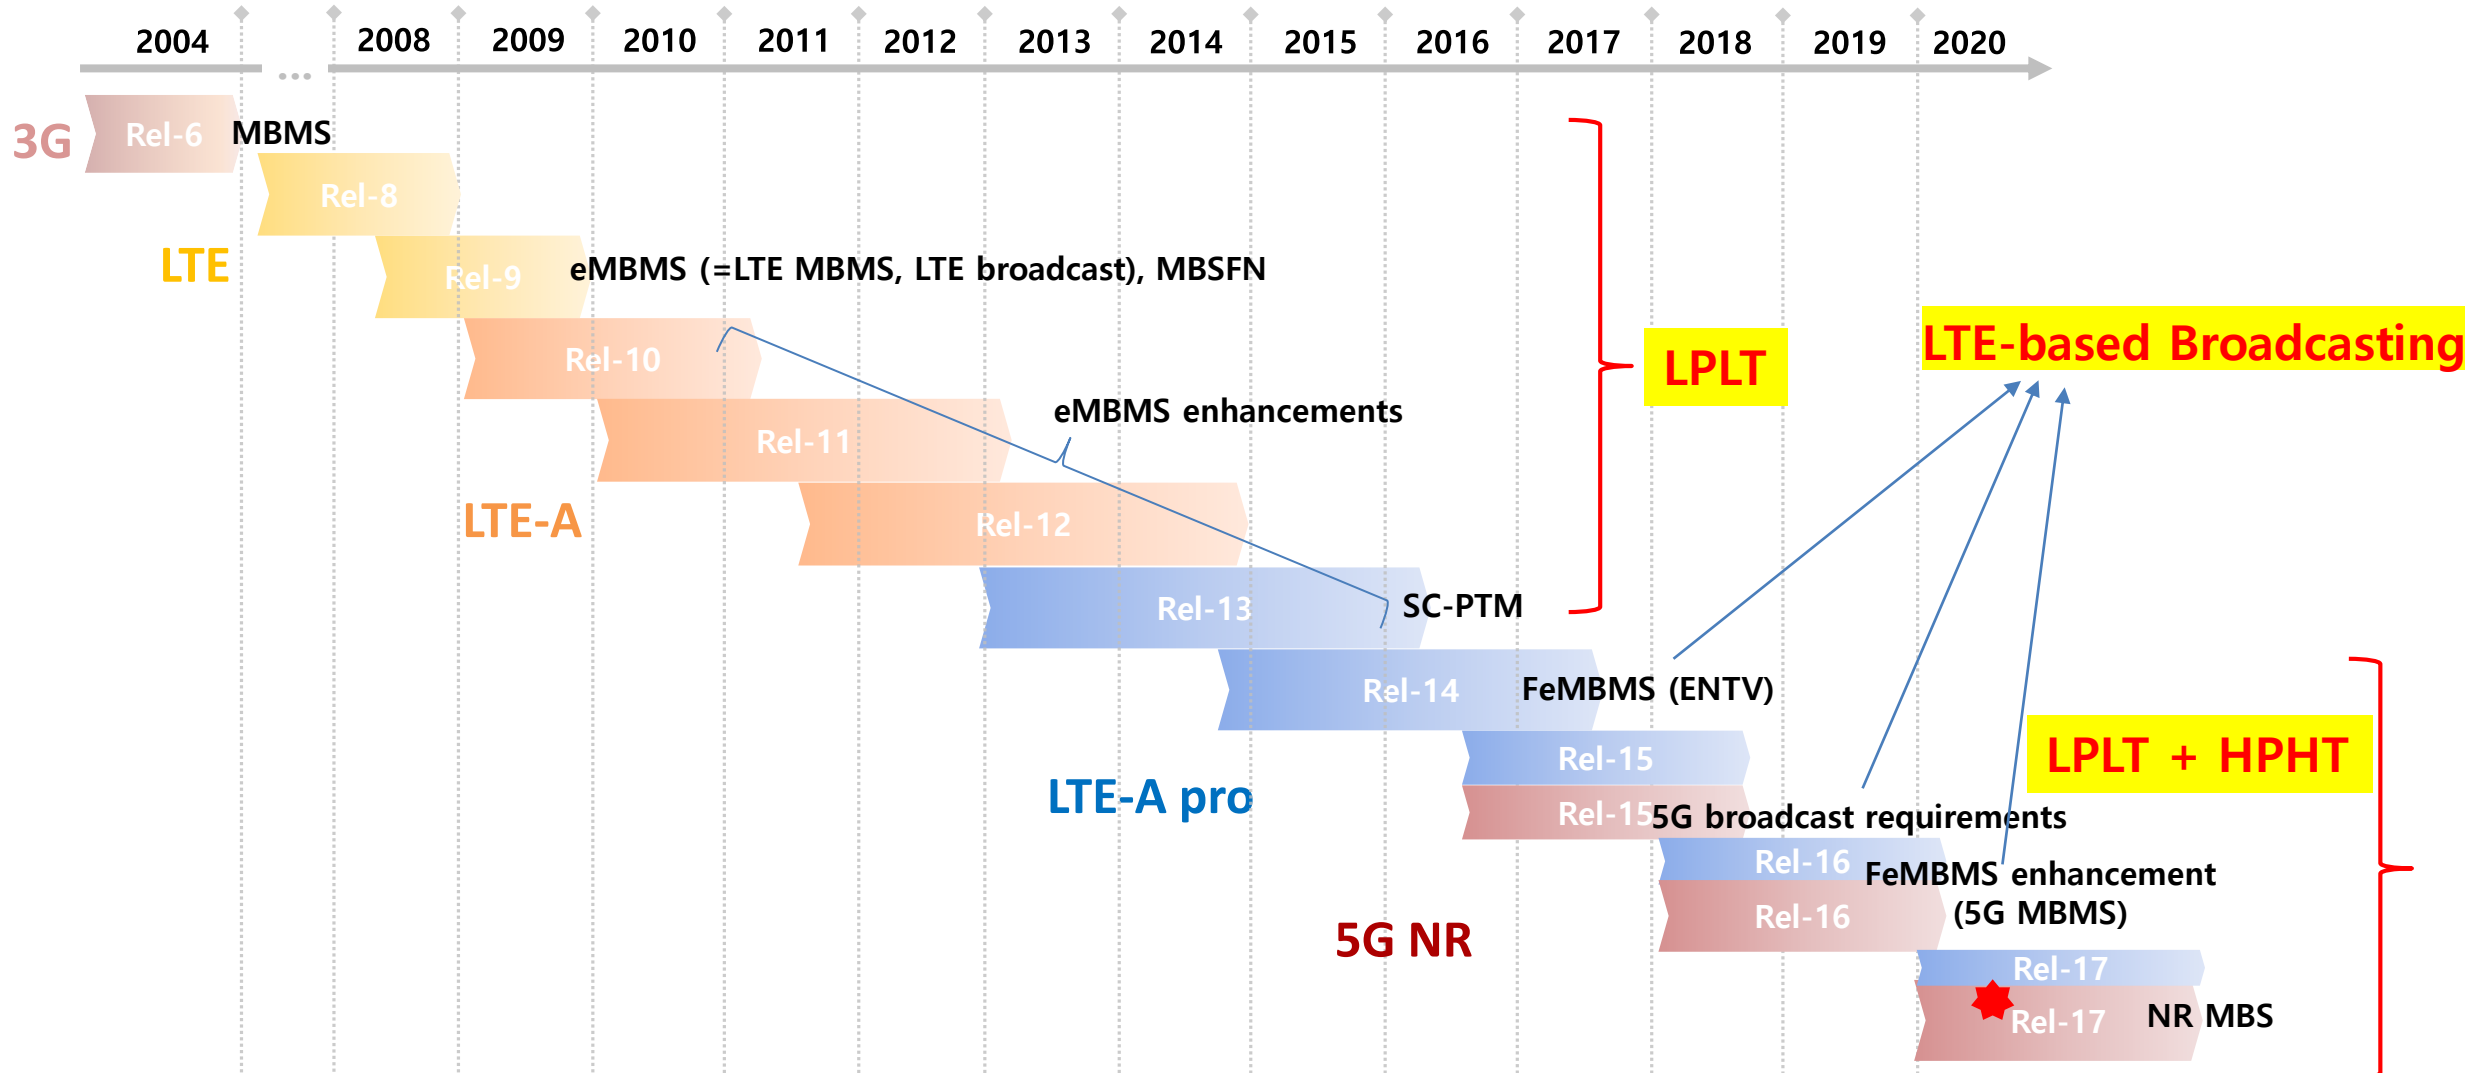 2004 ... 2008 2009 2010 2011 2012 2013 2014 2015 2016 2017 2018 2019 2020
3G Rel-6 MBMS
Rel-8
LTE
Rel-9 eMBMS (=LTE MBMS, LTE broadcast), MBSFN
LTE-based Broadcasting
Rel-10
LPLT
eMBMS enhancements
Rel-11
LTE-A
Rel-12
Rel-13 SC-PTM
Rel-14 FeMBMS (ENTV)
Rel-15
LPLT + HPHT
LTE-A pro
Rel-15 5G broadcast requirements
Rel-16 FeMBMS enhancement
Rel-16 (5G MBMS)
5G NR
Rel-17
Rel-17 NR MBS